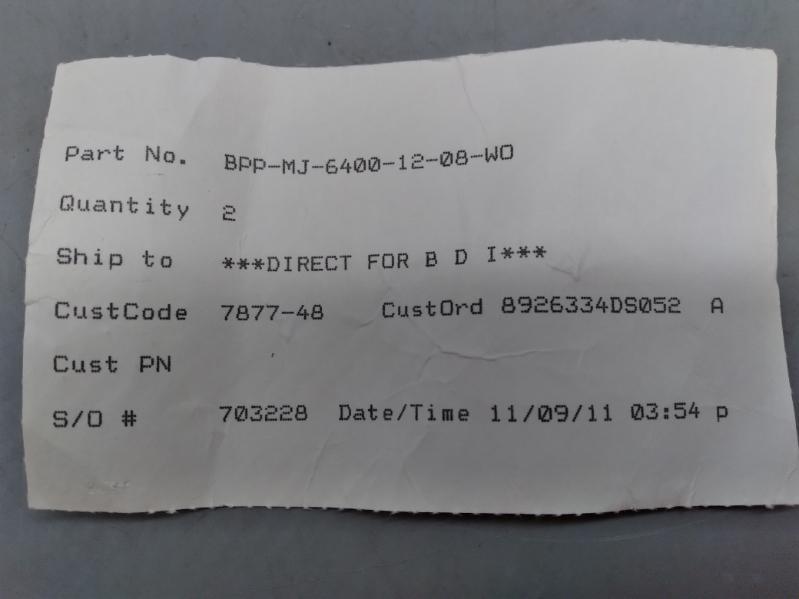 Part No. BPP-MJ-6400-12-08-WO
Quantity 2
Ship to ***DIRECT FOR B D I***
CustCode 7877-48 CustOrd 8926334DS052 A
Cust PN
S/O # 703228 Date/Time 11/09/11 03:54 p